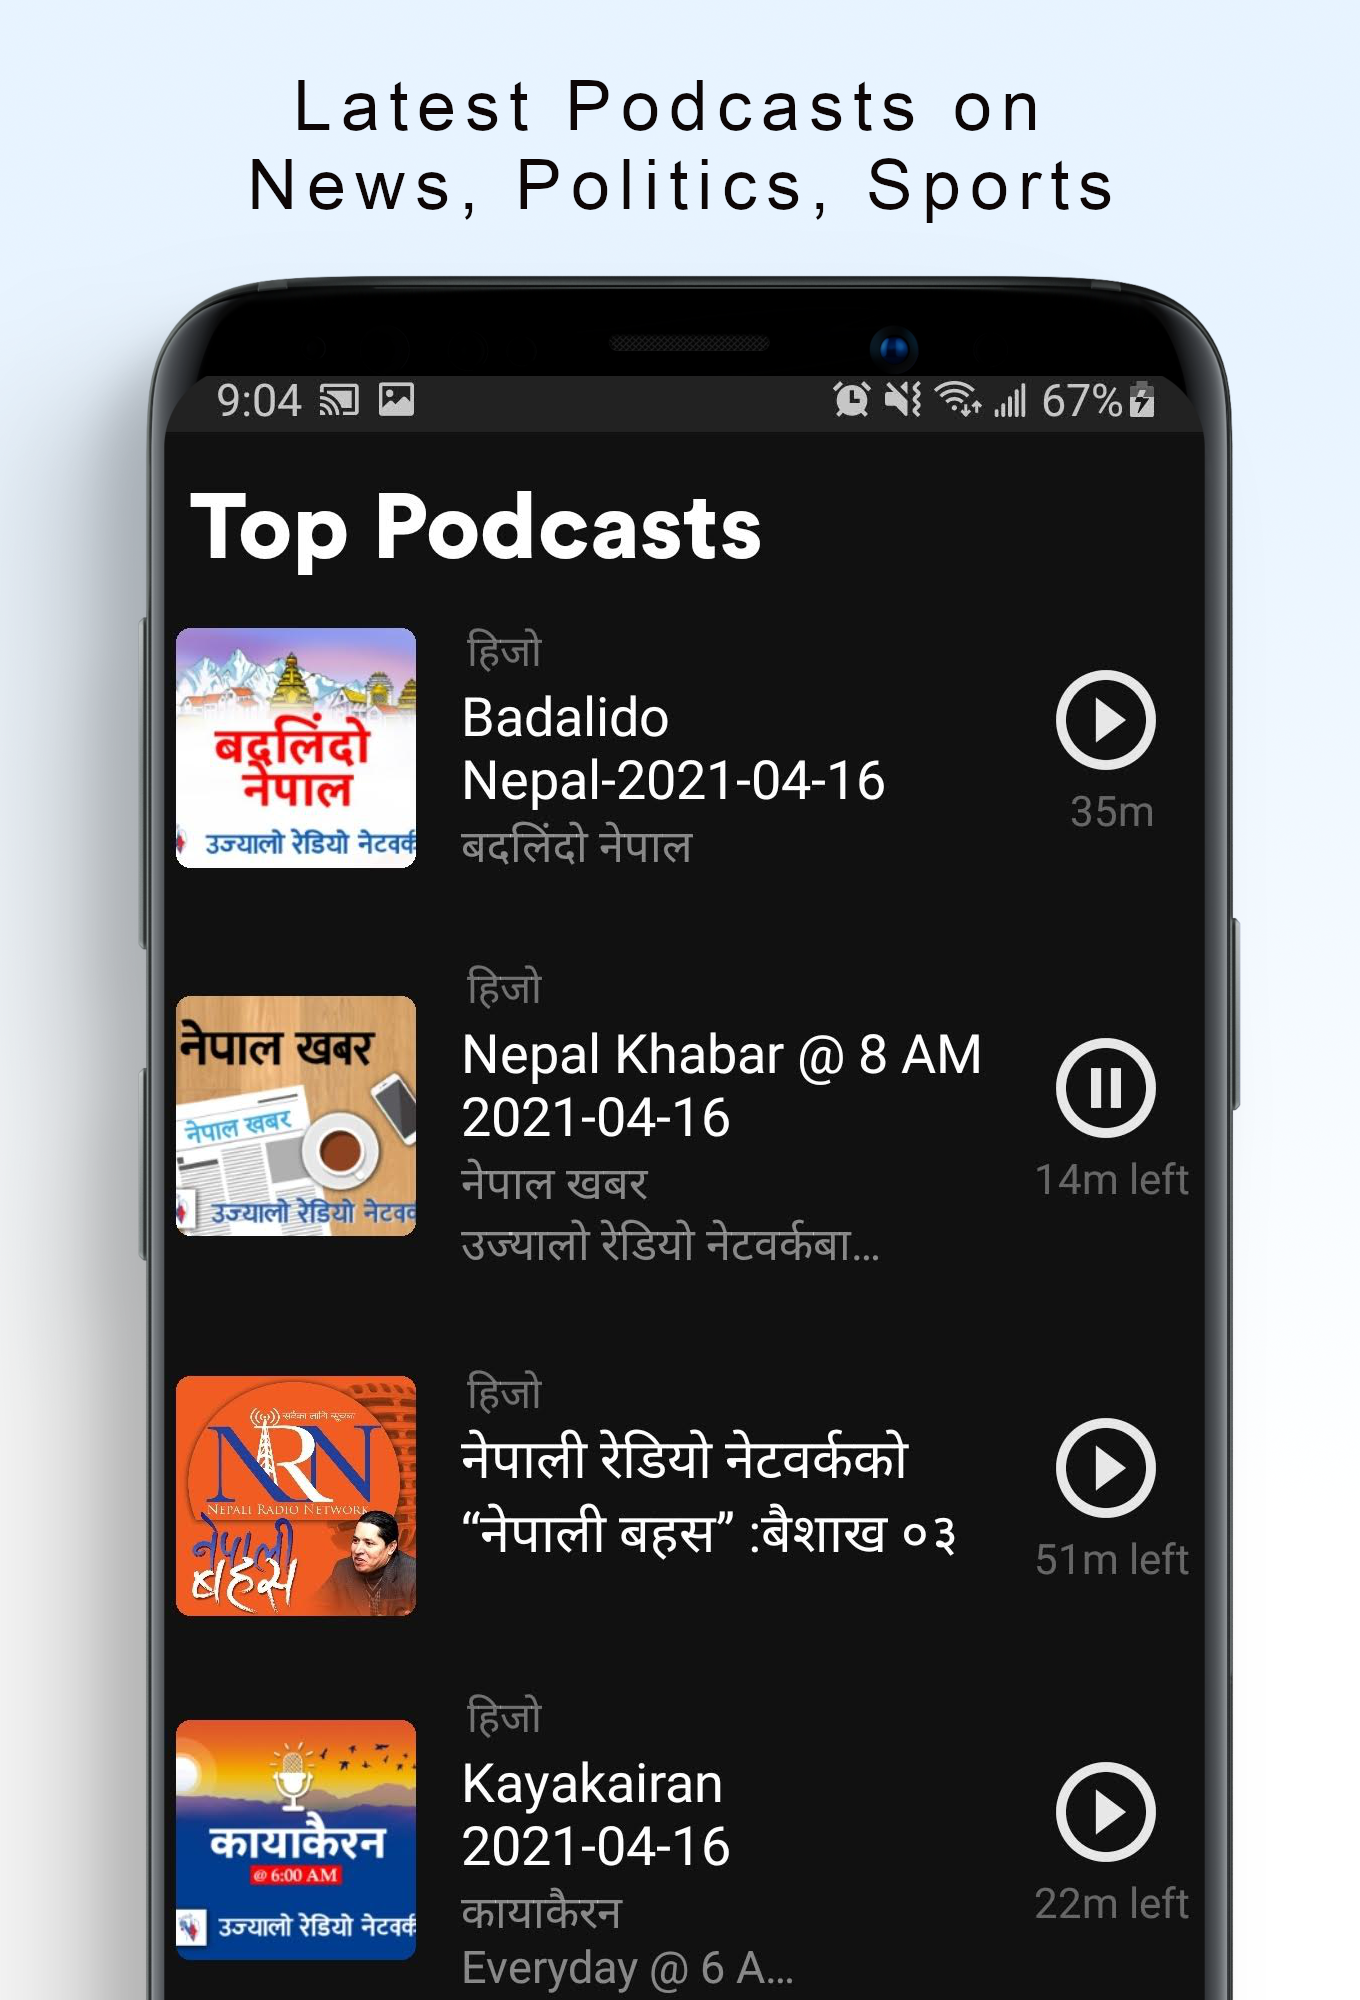 Latest Podcasts on
News, Politics, Sports
9:04
67%
Top Podcasts
बदलिंदो
नेपाल
उज्यालो रेडियो नेटवर्क
हिजो
Badalido
Nepal-2021-04-16
बदलिंदो नेपाल
35m
नेपाल खबर
नेपाल खबर
उज्यालो रेडियो नेटवर्क
हिजो
Nepal Khabar @ 8 AM
2021-04-16
नेपाल खबर
उज्यालो रेडियो नेटवर्कबा...
14m left
सबैका लागि सूचना
NRN
NEPALI RADIO NETWORK
नेपाली
बहस
हिजो
नेपाली रेडियो नेटवर्कको
“नेपाली बहस” :बैशाख ०३
51m left
कायाकैरन
@ 6:00 AM
उज्यालो रेडियो नेटवर्क
हिजो
Kayakairan
2021-04-16
कायाकैरन
Everyday @ 6 A...
22m left